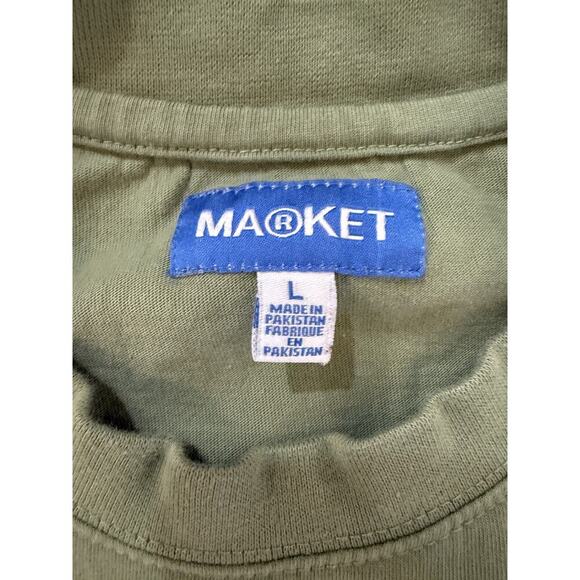 MA®KET
L
MADE IN
PAKISTAN
FABRIQUE
EN
PAKISTAN